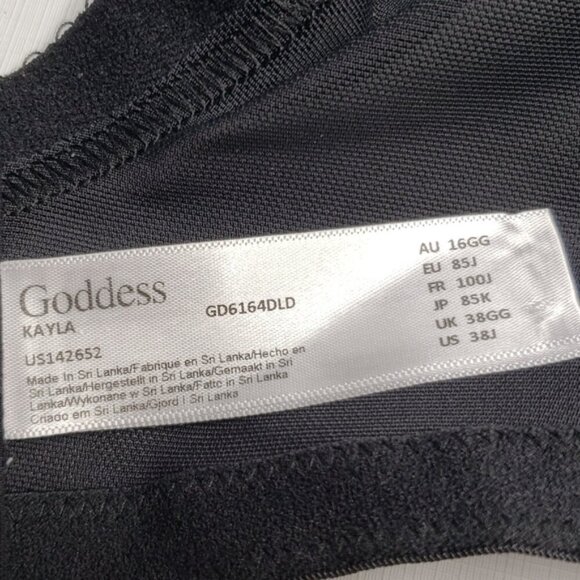 Goddess
KAYLA
GD6164DLD
US142652
Made in Sri Lanka/Fabriqué en Sri Lanka/Hecho en
Sri Lanka/Hergestellt in Sri Lanka/Gemaakt in Sri
Lanka/Wykonane w Sri Lanka/Fatto in Sri Lanka
Criado em Sri Lanka/Gjord I Sri Lanka
AU 16GG
EU 85J
FR 100J
JP 85K
UK 38GG
US 38J